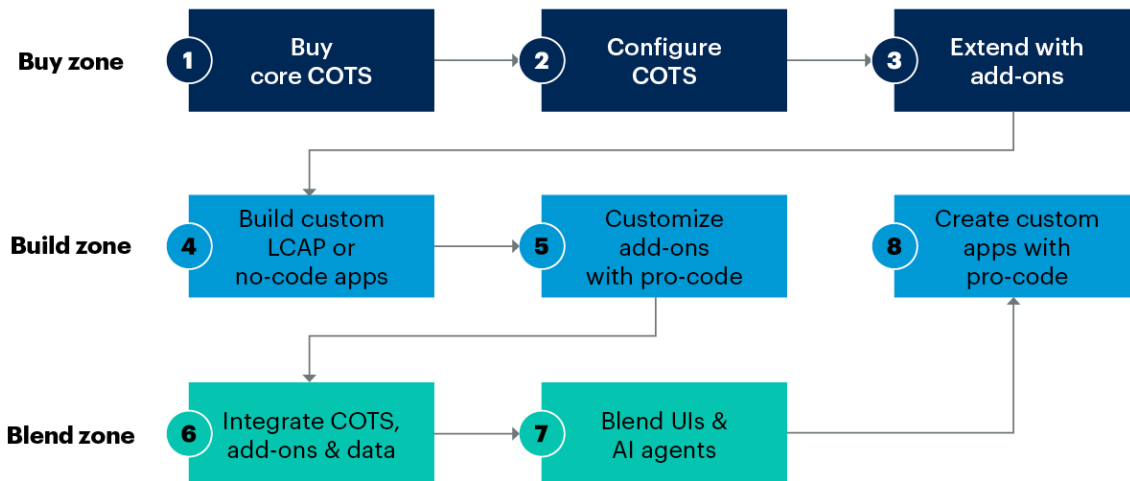 Buy zone
1
Buy
core COTS
2
Configure
COTS
3
Extend with
add-ons
Build zone
4
Build custom
LCAP or
no-code apps
5
Customize
add-ons
with pro-code
8
Create custom
apps with
pro-code
Blend zone
6
Integrate COTS,
add-ons & data
7
Blend UIs &
AI agents